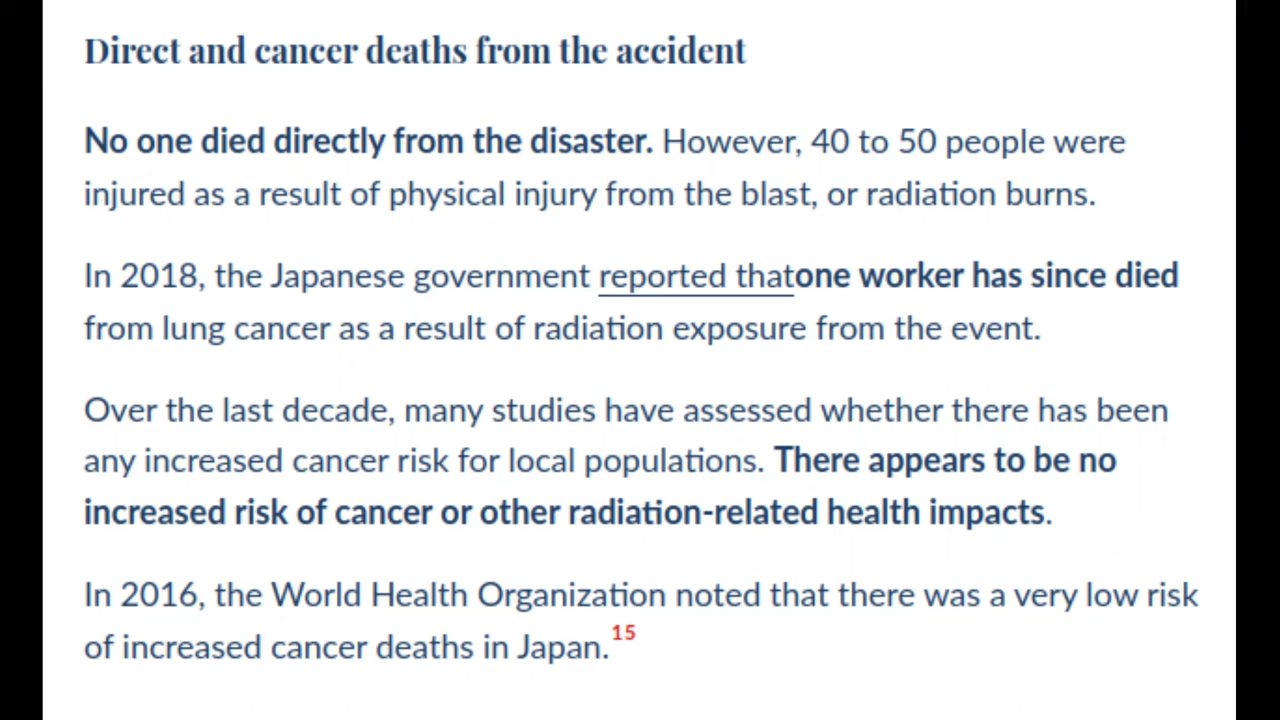 Direct and cancer deaths from the accident
No one died directly from the disaster. However, 40 to 50 people were
injured as a result of physical injury from the blast, or radiation burns.
In 2018, the Japanese government reported thatone worker has since died
from lung cancer as a result of radiation exposure from the event.
Over the last decade, many studies have assessed whether there has been
any increased cancer risk for local populations. There appears to be no
increased risk of cancer or other radiation-related health impacts.
In 2016, the World Health Organization noted that there was a very low risk
of increased cancer deaths in Japan.15